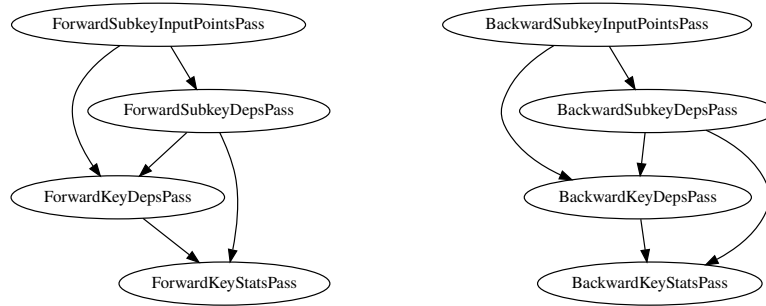 ForwardSubkeyInputPointsPass
BackwardSubkeyInputPointsPass
ForwardSubkeyDepsPass
BackwardSubkeyDepsPass
ForwardKeyDepsPass
BackwardKeyDepsPass
ForwardKeyStatsPass
BackwardKeyStatsPass